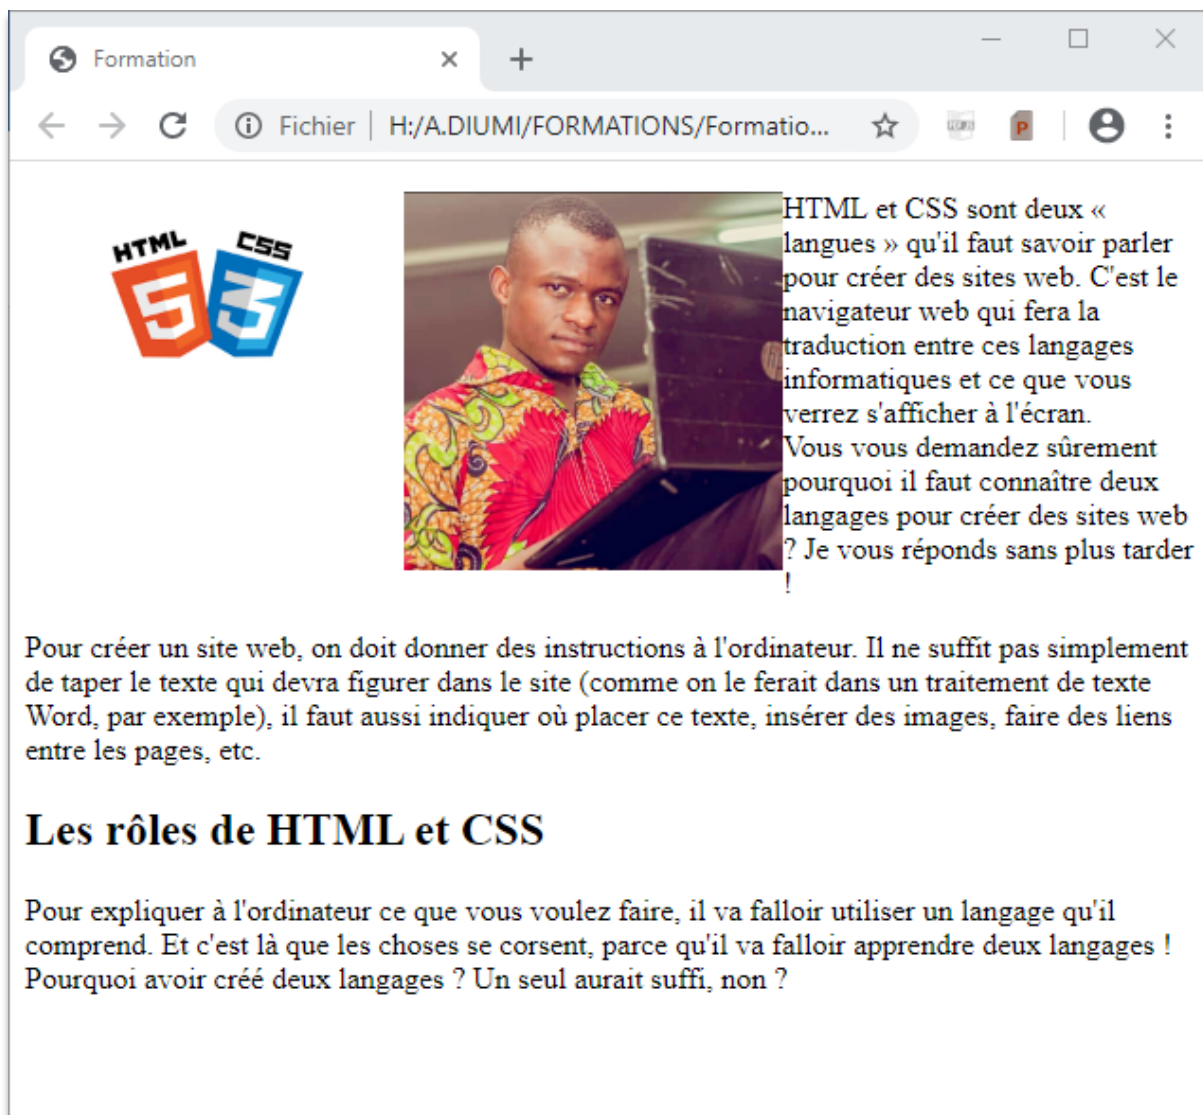 Formation
Fichier
H:/A.DIUMI/FORMATIONS/Formatio...
P
HTML CSS
5 3
HTML et CSS sont deux «
langues » qu'il faut savoir parler
pour créer des sites web. C'est le
navigateur web qui fera la
traduction entre ces langages
informatiques et ce que vous
verrez s'afficher à l'écran.
Vous vous demandez sûrement
pourquoi il faut connaître deux
langages pour créer des sites web
? Je vous réponds sans plus tarder
!
Pour créer un site web, on doit donner des instructions à l'ordinateur. Il ne suffit pas simplement
de taper le texte qui devra figurer dans le site (comme on le ferait dans un traitement de texte
Word, par exemple), il faut aussi indiquer où placer ce texte, insérer des images, faire des liens
entre les pages, etc.
Les rôles de HTML et CSS
Pour expliquer à l'ordinateur ce que vous voulez faire, il va falloir utiliser un langage qu'il
comprend. Et c'est là que les choses se corsent, parce qu'il va falloir apprendre deux langages !
Pourquoi avoir créé deux langages ? Un seul aurait suffi, non ?